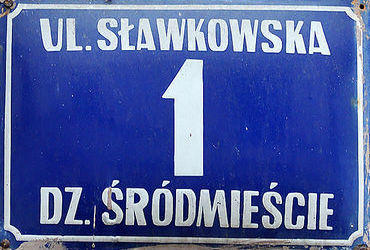 UL. SŁAWKOWSKA
1
DZ. ŚRÓDMIEŚCIE